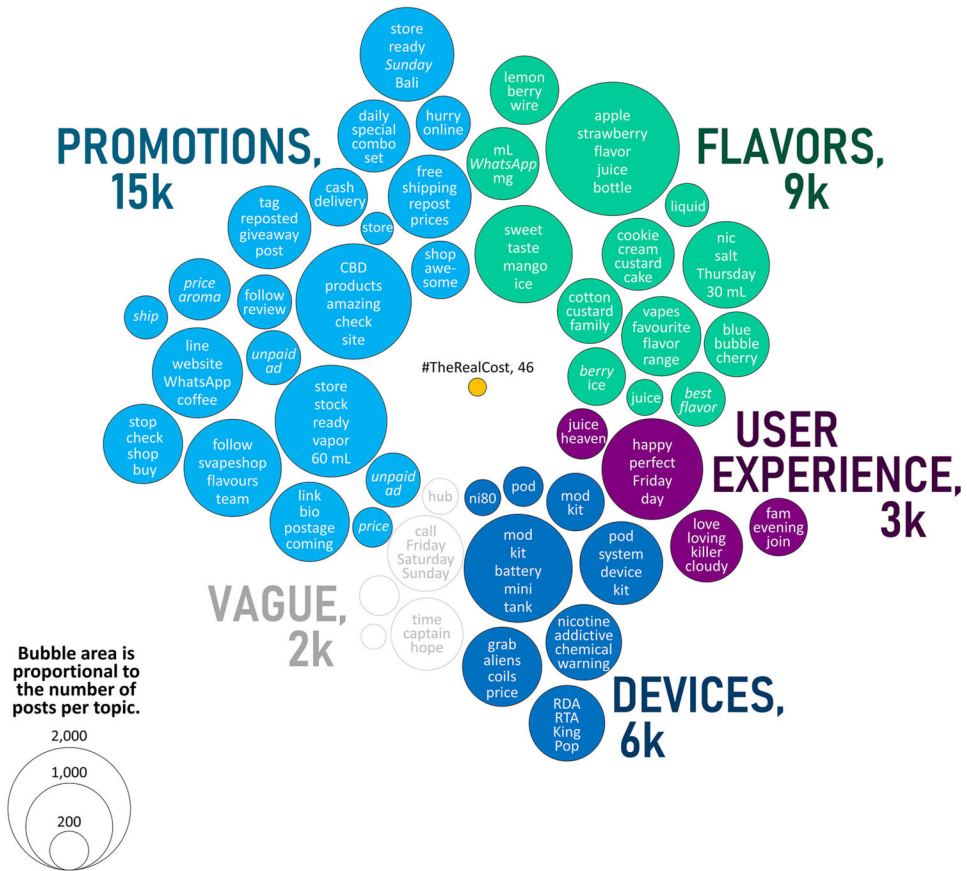 PROMOTIONS,
15k
store
ready
Sunday
Bali
daily
special
combo
set
hurry
online
cash
delivery
free
shipping
repost
prices
tag
reposted
giveaway
post
store
shop
awe-
some
CBD
products
amazing
check
site
price
aroma
follow
review
ship
line
website
WhatsApp
coffee
unpaid
ad
store
stock
ready
vapor
60 mL
stop
check
shop
buy
follow
svapeshop
flavours
team
link
bio
postage
coming
unpaid
ad
price
FLAVORS,
9k
lemon
berry
wire
apple
strawberry
flavor
juice
bottle
mL
WhatsApp
mg
liquid
sweet
taste
mango
ice
cookie
cream
custard
cake
nic
salt
Thursday
30 mL
cotton
custard
family
vapes
favourite
flavor
range
blue
bubble
cherry
berry
ice
juice
best
flavor
#TheRealCost, 46
USER
EXPERIENCE,
3k
juice
heaven
happy
perfect
Friday
day
love
loving
killer
cloudy
fam
evening
join
VAGUE,
2k
hub
call
Friday
Saturday
Sunday
time
captain
hope
DEVICES,
6k
ni80
pod
mod
kit
mod
kit
battery
mini
tank
pod
system
device
kit
nicotine
addictive
chemical
warning
grab
aliens
coils
price
RDA
RTA
King
Pop
Bubble area is
proportional to
the number of
posts per topic.
2,000
1,000
200